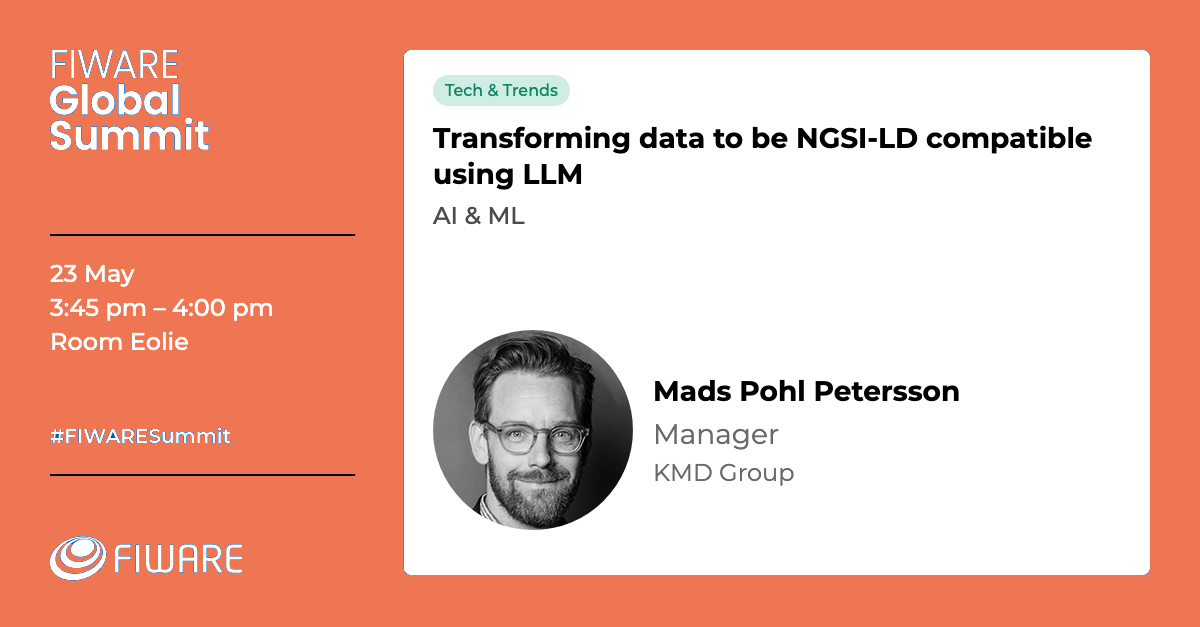 FIWARE
Global
Summit
23 May
3:45 pm – 4:00 pm
Room Eolie
#FIWARESummit
FIWARE
Tech & Trends
Transforming data to be NGSI-LD compatible
using LLM
AI & ML
Mads Pohl Petersson
Manager
KMD Group